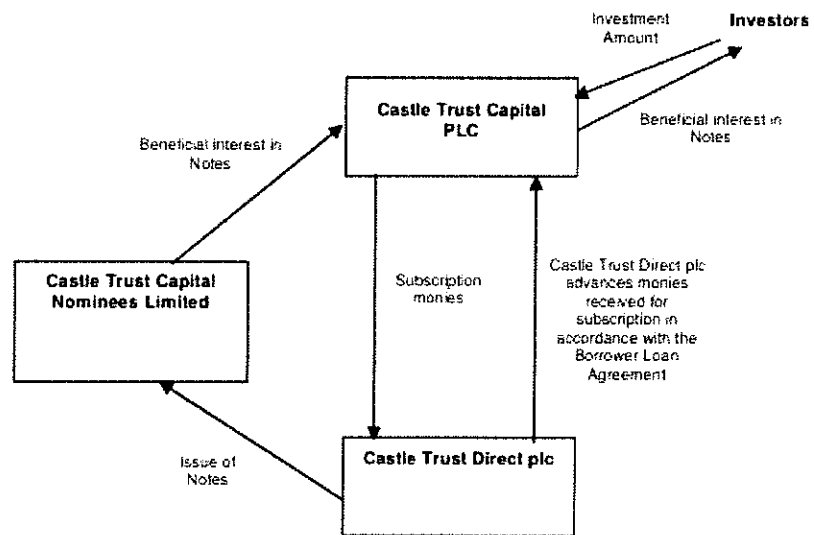 Investment
Amount
Investors
Castle Trust Capital
PLC
Beneficial interest in
Notes
Beneficial interest in
Notes
Castle Trust Capital
Nominees Limited
Subscription
monies
Castle Trust Direct plc
advances monies
received for
subscription in
accordance with the
Borrower Loan
Agreement
Issue of
Notes
Castle Trust Direct plc